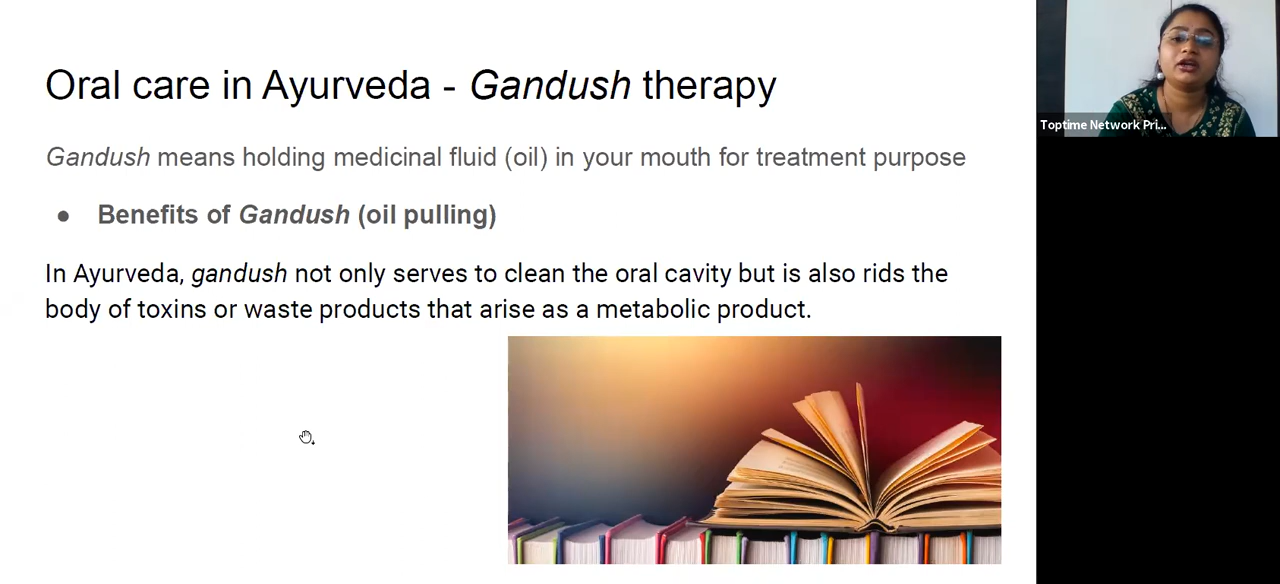 Oral care in Ayurveda - Gandush therapy
Gandush means holding medicinal fluid (oil) in your mouth for treatment purpose
● Benefits of Gandush (oil pulling)
In Ayurveda, gandush not only serves to clean the oral cavity but is also rids the
body of toxins or waste products that arise as a metabolic product.
Toptime Network Pri...